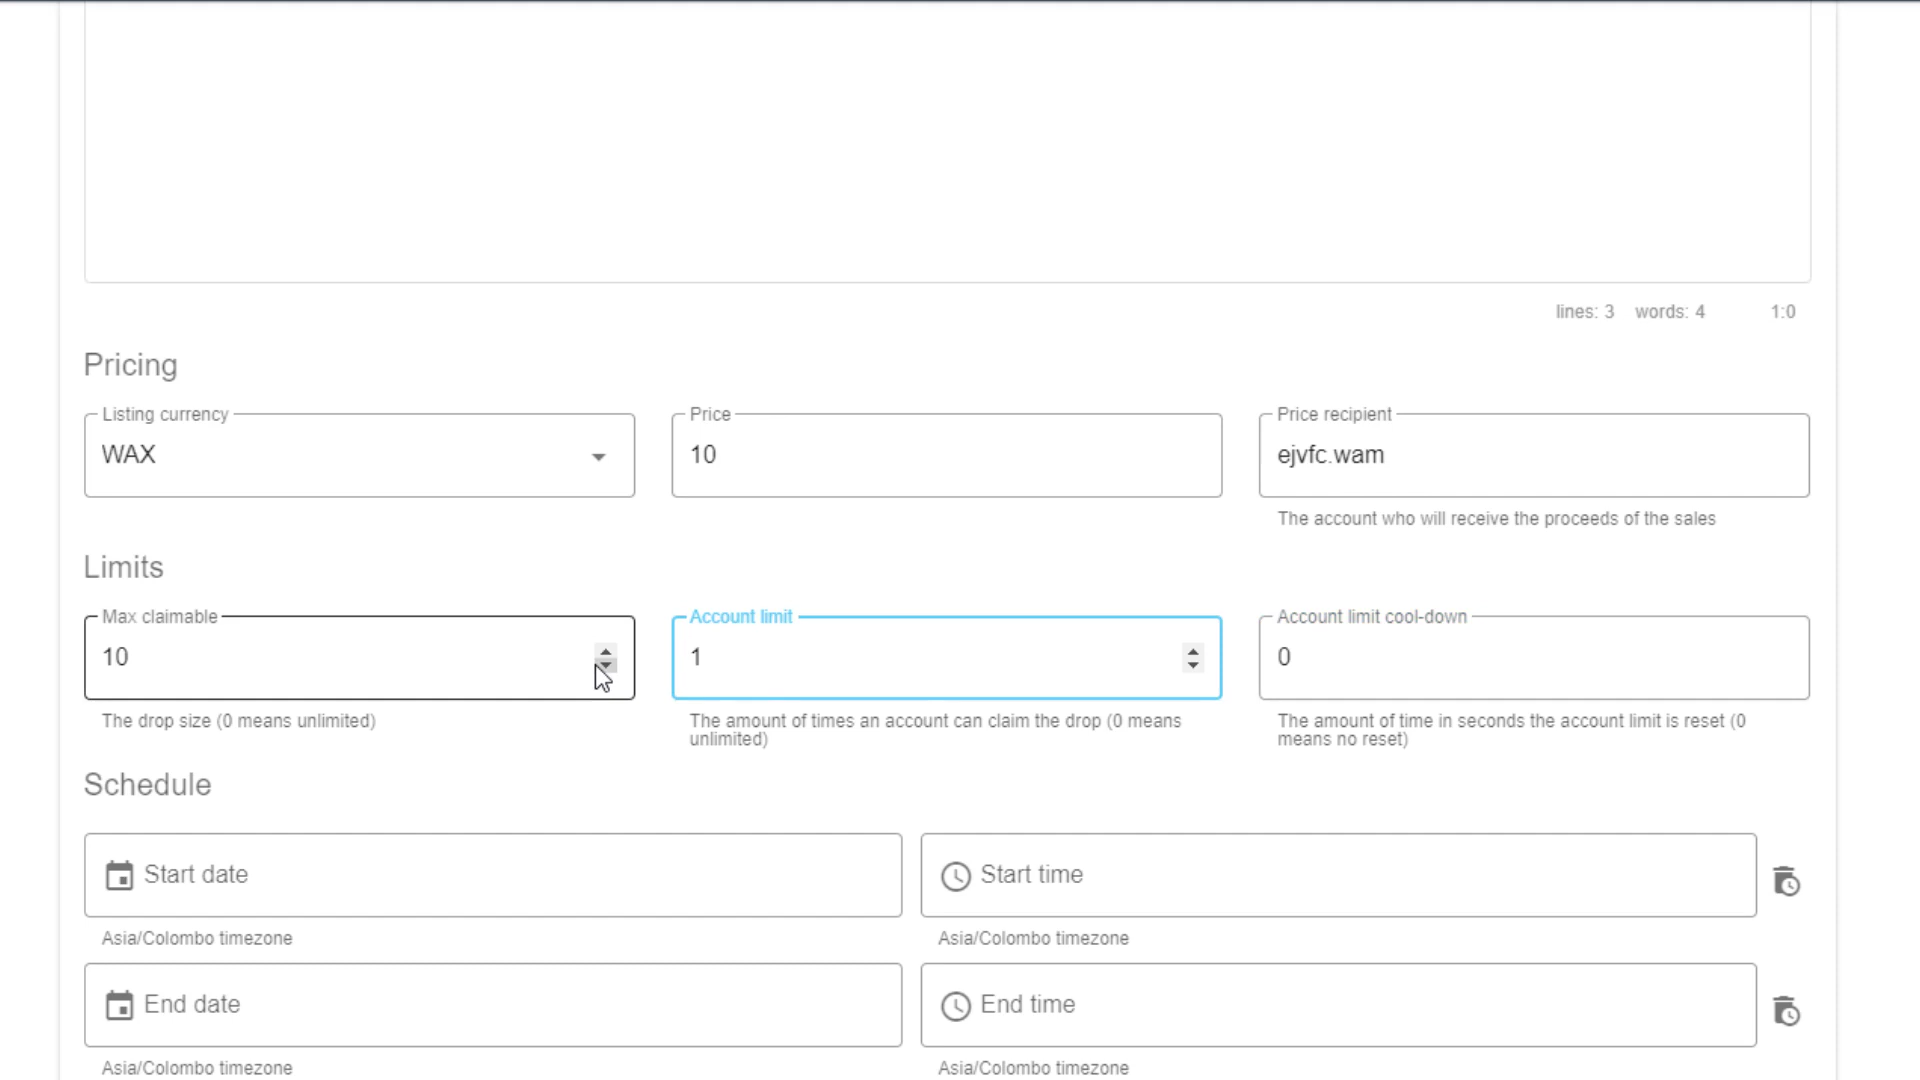 lines: 3 words: 4 1:0
Pricing
Listing currency
Price
Price recipient
WAX
10
ejvfc.wam
The account who will receive the proceeds of the sales
Limits
Max claimable
Account limit
Account limit cool-down
10
1
0
The drop size (0 means unlimited)
The amount of times an account can claim the drop (0 means
unlimited)
The amount of time in seconds the account limit is reset (0
means no reset)
Schedule
Start date
Start time
Asia/Colombo timezone
Asia/Colombo timezone
End date
End time
Asia/Colombo timezone
Asia/Colombo timezone